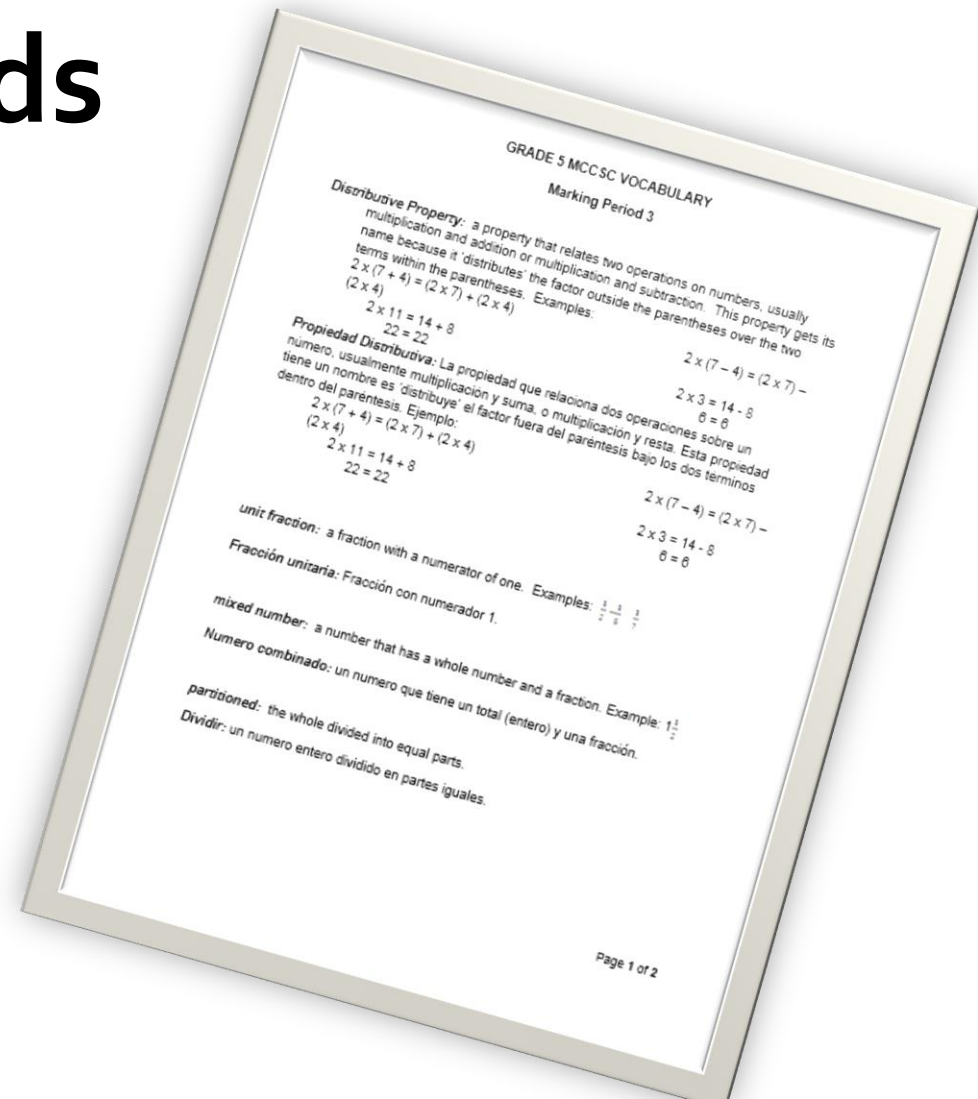 ds
GRADE 5 MCCSC VOCABULARY
Marking Period 3
Distributive Property: a property that relates two operations on numbers, usually
multiplication and addition or multiplication and subtraction. This property gets its
name because it 'distributes' the factor outside the parentheses over the two
terms within the parentheses. Examples:
2 x (7 + 4) = (2 x 7) + (2 x 4)
2 x (7 – 4) = (2 x 7) –
(2 x 4)
2 x 11 = 14 + 8
2 x 3 = 14 - 8
22 = 22
6 = 6
Propiedad Distributiva: La propiedad que relaciona dos operaciones sobre un
número, usualmente multiplicación y suma, o multiplicación y resta. Esta propiedad
tiene un nombre es 'distribuye' el factor fuera del paréntesis bajo los dos términos
dentro del paréntesis. Ejemplo:
2 x (7 + 4) = (2 x 7) + (2 x 4)
2 x (7 – 4) = (2 x 7) –
(2 x 4)
2 x 11 = 14 + 8
2 x 3 = 14 - 8
22 = 22
6 = 6
unit fraction: a fraction with a numerator of one. Examples:
Fracción unitaria: Fracción con numerador 1.
mixed number: a number that has a whole number and a fraction. Example: 1
Numero combinado: un numero que tiene un total (entero) y una fracción.
partitioned: the whole divided into equal parts.
Dividir: un numero entero dividido en partes iguales.
Page 1 of 2